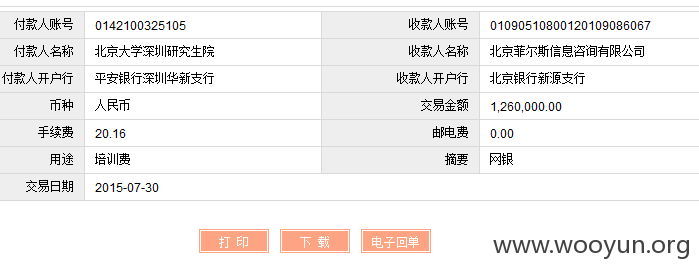 付款人账号 0142100325105 收款人账号 01090510800120109086067
付款人名称 北京大学深圳研究生院 收款人名称 北京菲尔斯信息咨询有限公司
付款人开户行 平安银行深圳华新支行 收款人开户行 北京银行新源支行
币种 人民币 交易金额 1,260,000.00
手续费 20.16 邮电费 0.00
用途 培训费 摘要 网银
交易日期 2015-07-30
打 印 下 载 电子回单
www.wooyun.org